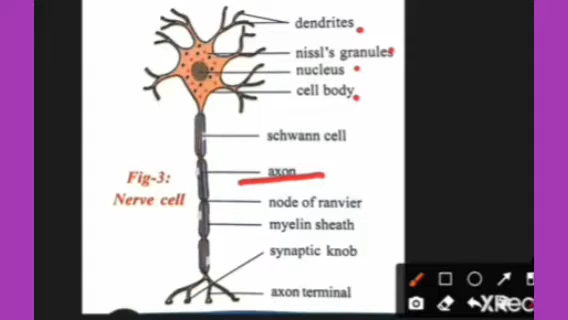 dendrites
nissl's granules
nucleus
cell body
schwann cell
axon
Fig-3:
Nerve cell
node of ranvier
myelin sheath
synaptic knob
axon terminal
XRec